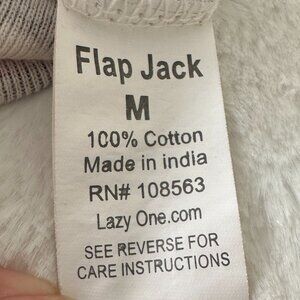 Flap Jack
M
100% Cotton
Made in india
RN# 108563
Lazy One.com
SEE REVERSE FOR
CARE INSTRUCTIONS